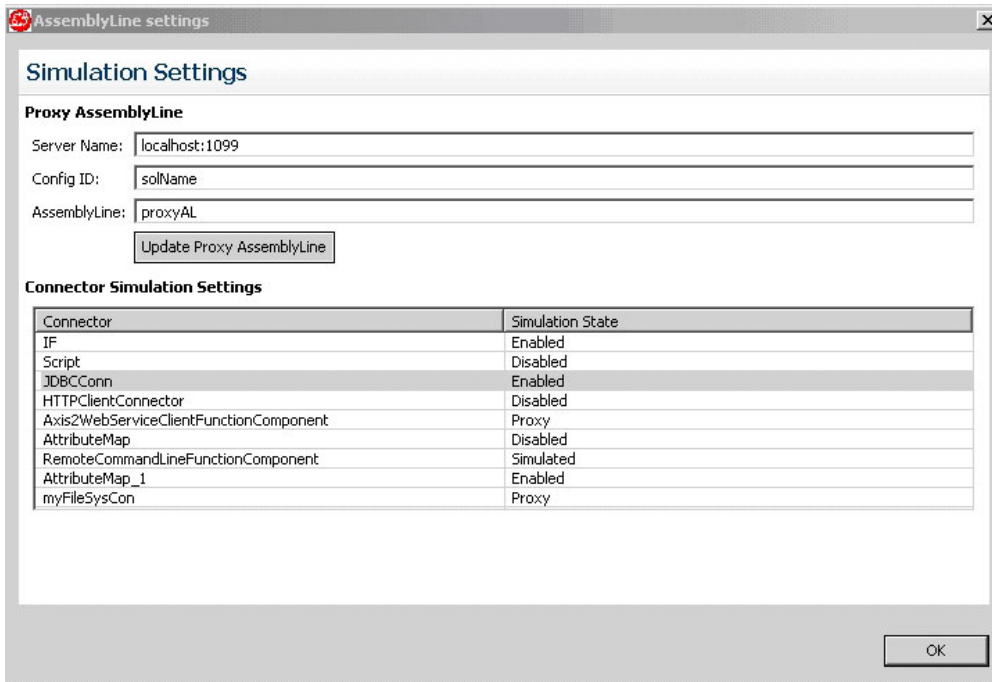 AssemblyLine settings
Simulation Settings
Proxy AssemblyLine
Server Name: localhost:1099
Config ID: solName
AssemblyLine: proxyAL
Update Proxy AssemblyLine
Connector Simulation Settings
Connector Simulation State
IF Enabled
Script Disabled
JDBCConn Enabled
HTTPClientConnector Disabled
Axis2WebServiceClientFunctionComponent Proxy
AttributeMap Disabled
RemoteCommandLineFunctionComponent Simulated
AttributeMap_1 Enabled
myFileSysCon Proxy
OK